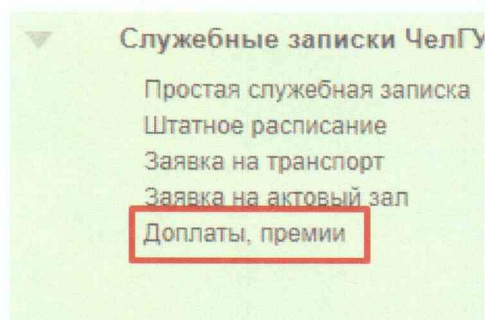 Служебные записки ЧелГУ
Простая служебная записка
Штатное расписание
Заявка на транспорт
Заявка на актовый зал
Доплаты, премии